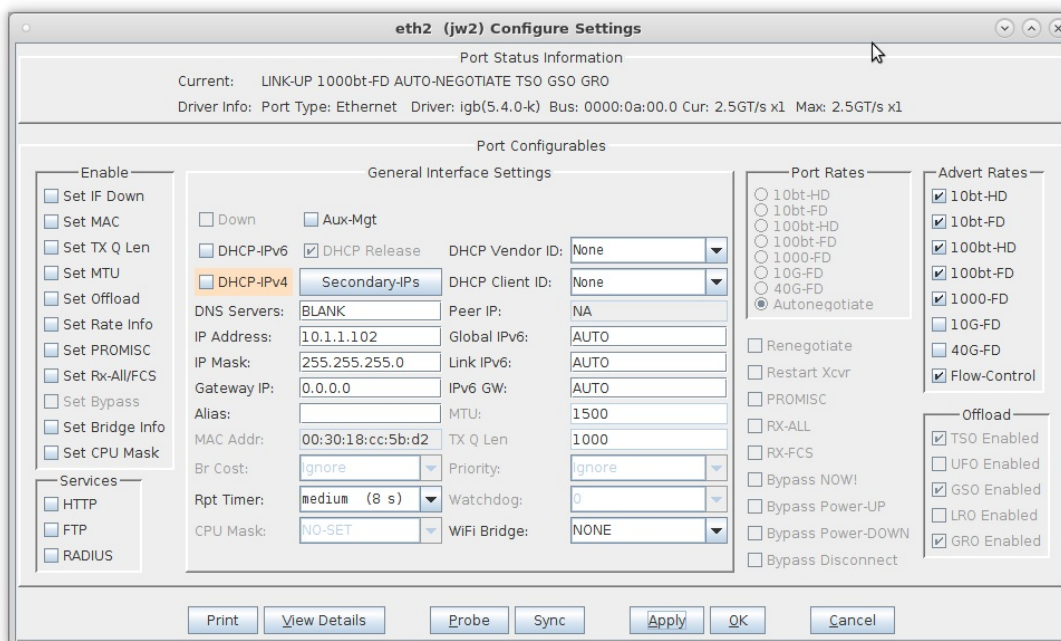 eth2 (jw2) Configure Settings
Port Status Information
Current: LINK-UP 1000bt-FD AUTO-NEGOTIATE TSO GSO GRO
Driver Info: Port Type: Ethernet Driver: igb(5.4.0-k) Bus: 0000:0a:00.0 Cur: 2.5GT/s x1 Max: 2.5GT/s x1
Port Configurables
Enable
Set IF Down
Set MAC
Set TX Q Len
Set MTU
Set Offload
Set Rate Info
Set PROMISC
Set Rx-All/FCS
Set Bypass
Set Bridge Info
Set CPU Mask
Services
HTTP
FTP
RADIUS
General Interface Settings
Down Aux-Mgt
DHCP-IPv6 DHCP Release DHCP Vendor ID: None
DHCP-IPv4 Secondary-IPs DHCP Client ID: None
DNS Servers: BLANK Peer IP: NA
IP Address: 10.1.1.102 Global IPv6: AUTO
IP Mask: 255.255.255.0 Link IPv6: AUTO
Gateway IP: 0.0.0.0 IPv6 GW: AUTO
Alias: MTU: 1500
MAC Addr: 00:30:18:cc:5b:d2 TX Q Len 1000
Br Cost: Ignore Priority: Ignore
Rpt Timer: medium (8 s) Watchdog: 0
CPU Mask: NO-SET WiFi Bridge: NONE
Port Rates
10bt-HD
10bt-FD
100bt-HD
100bt-FD
1000-FD
10G-FD
40G-FD
Autonegotiate
Renegotiate
Restart Xcvr
PROMISC
RX-ALL
RX-FCS
Bypass NOW!
Bypass Power-UP
Bypass Power-DOWN
Bypass Disconnect
Advert Rates
10bt-HD
10bt-FD
100bt-HD
100bt-FD
1000-FD
10G-FD
40G-FD
Flow-Control
Offload
TSO Enabled
UFO Enabled
GSO Enabled
LRO Enabled
GRO Enabled
Print View Details Probe Sync Apply OK Cancel